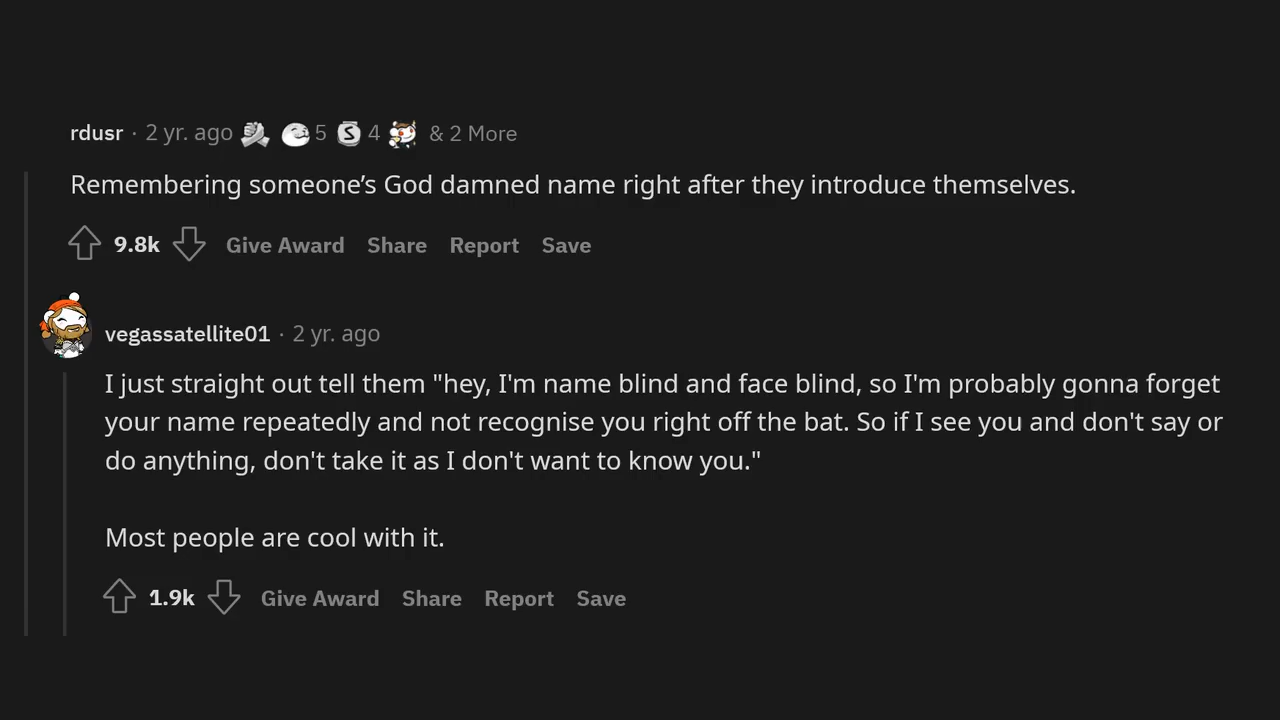 rdusr · 2 yr. ago 5 4 & 2 More
Remembering someone’s God damned name right after they introduce themselves.
9.8k Give Award Share Report Save
vegassatellite01 · 2 yr. ago
I just straight out tell them "hey, I'm name blind and face blind, so I'm probably gonna forget
your name repeatedly and not recognise you right off the bat. So if I see you and don't say or
do anything, don't take it as I don't want to know you."
Most people are cool with it.
1.9k Give Award Share Report Save